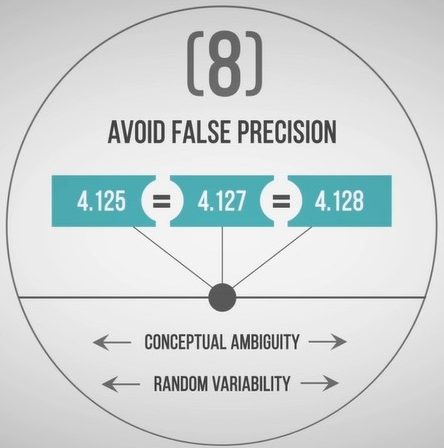 (8)
AVOID FALSE PRECISION
4.125 = 4.127 = 4.128
CONCEPTUAL AMBIGUITY
RANDOM VARIABILITY